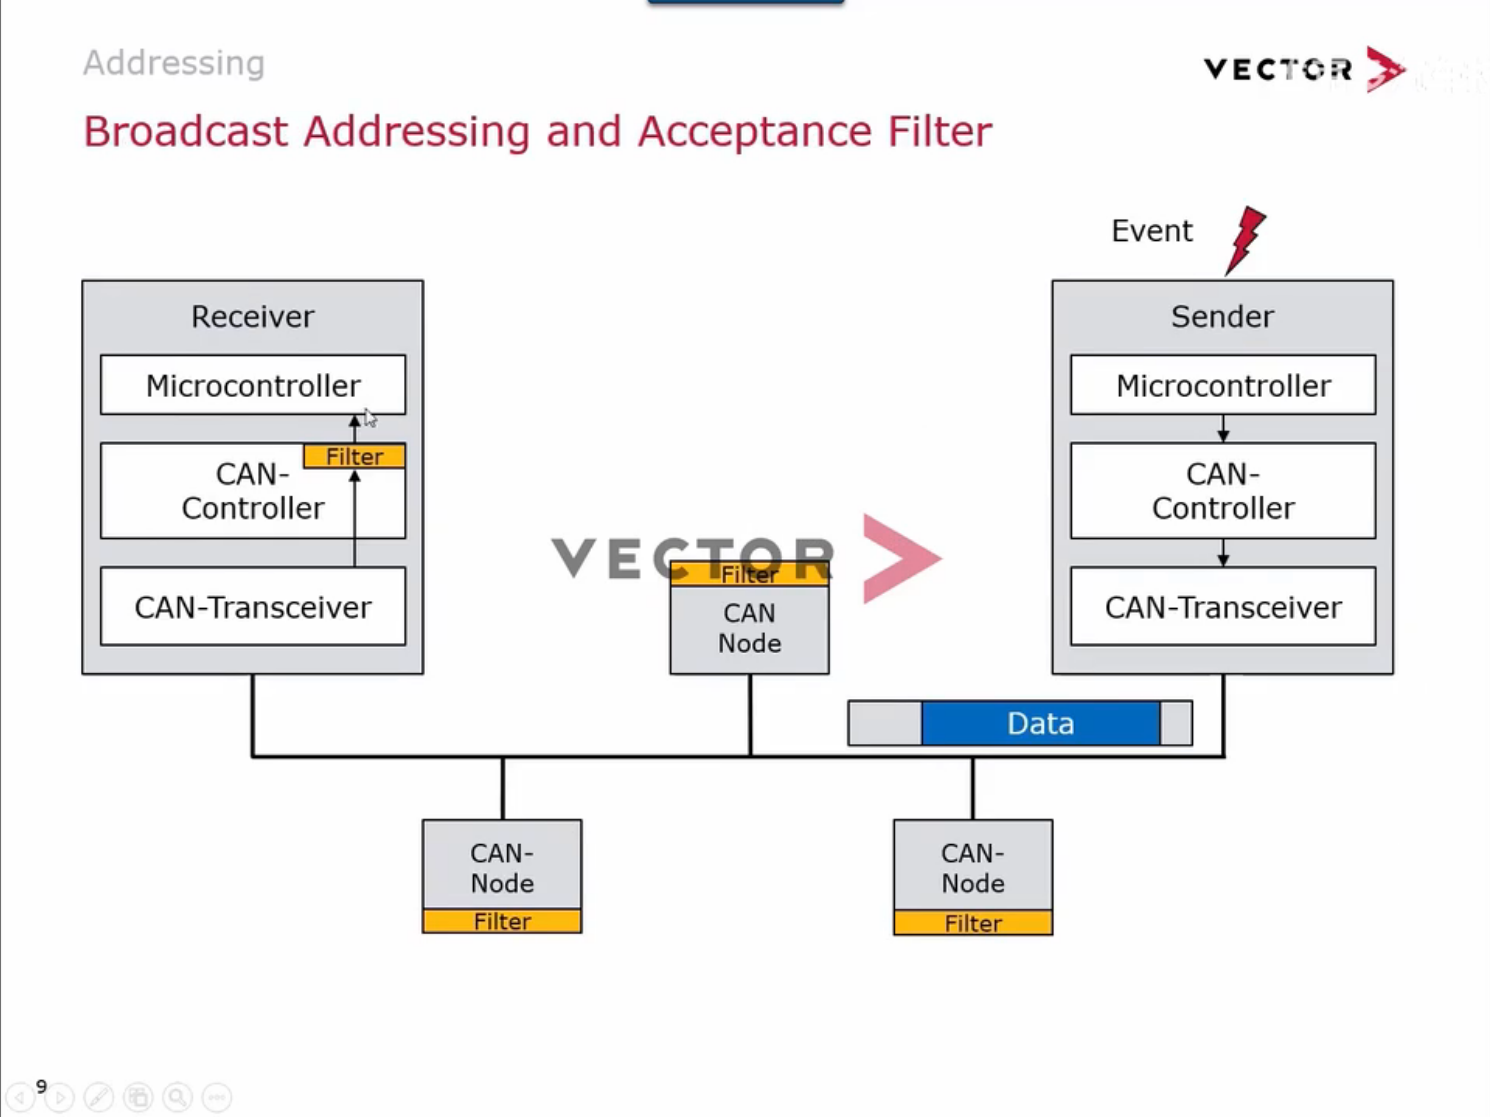 Addressing
VECTOR
Broadcast Addressing and Acceptance Filter
Event
Receiver
Microcontroller
Filter
CAN-
Controller
CAN-Transceiver
Sender
Microcontroller
CAN-
Controller
CAN-Transceiver
VECTOR
Filter
CAN
Node
Data
CAN-
Node
Filter
CAN-
Node
Filter
9